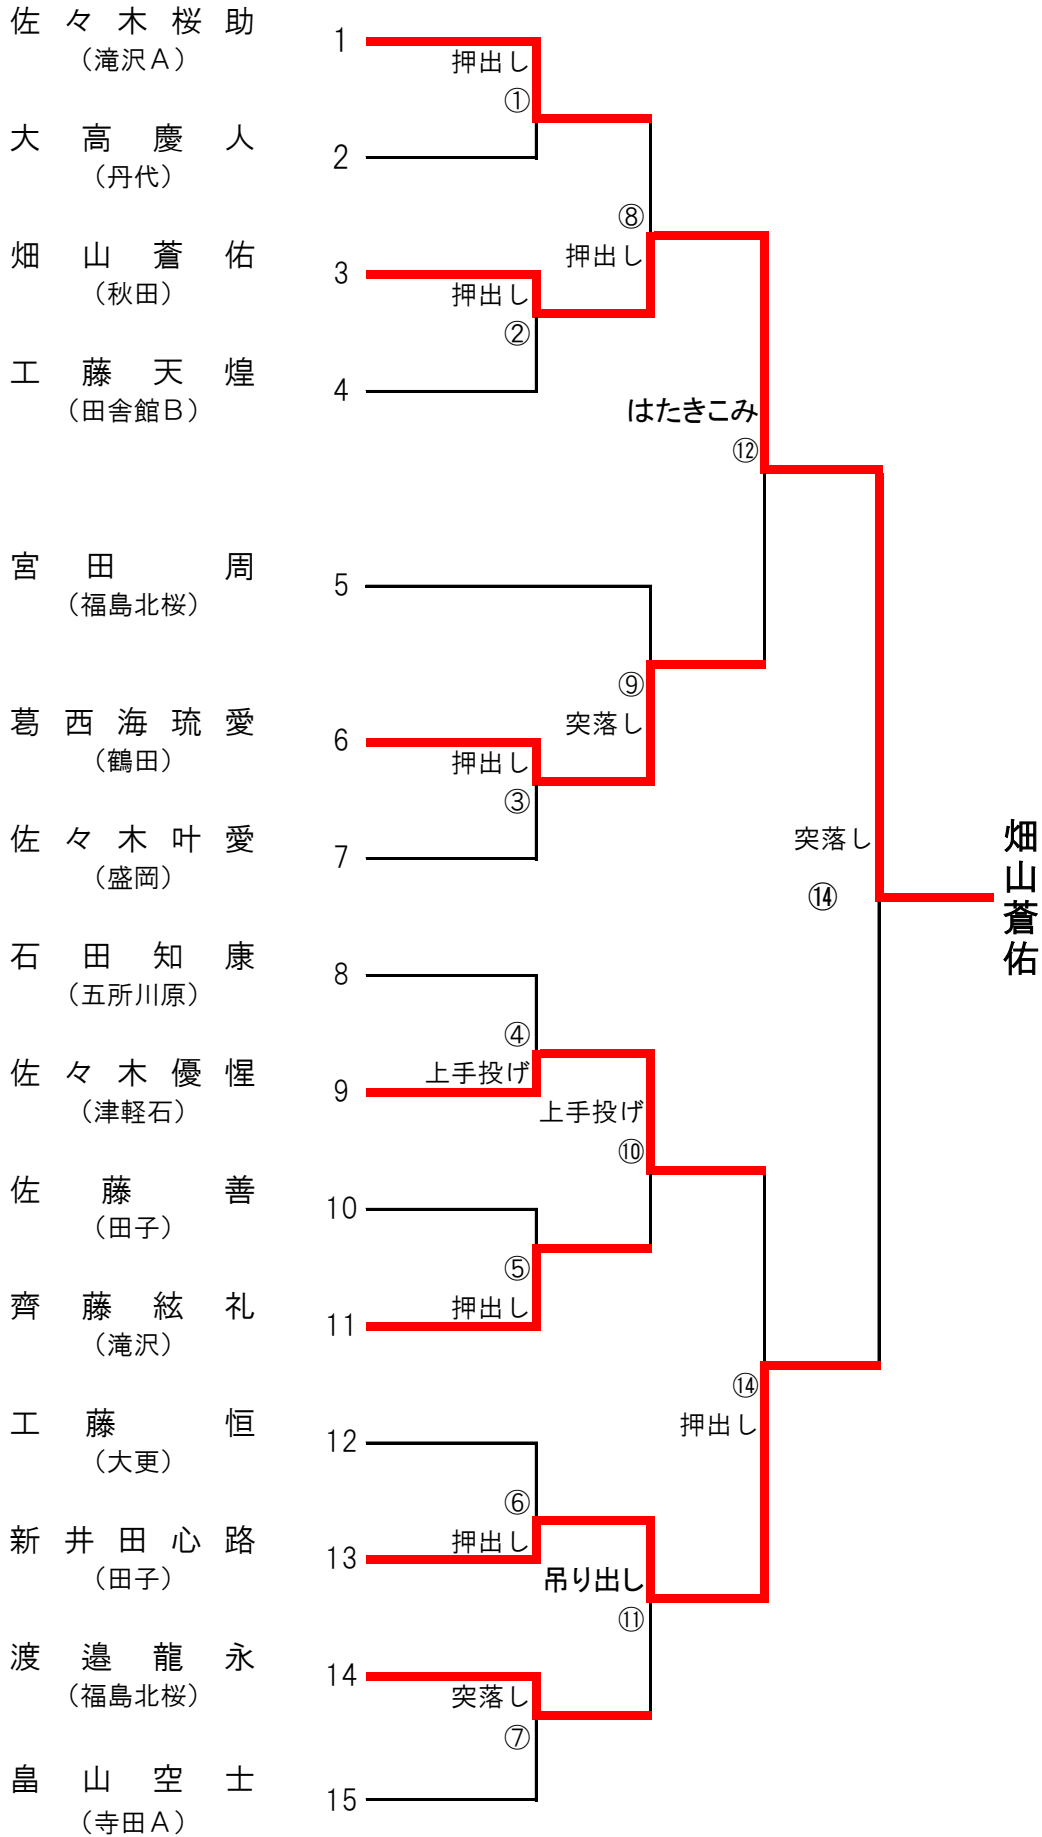 佐々木桜助
（滝沢Ａ）
1
押出し
①
大高慶人
（丹代）
2
⑧
押出し
畑山蒼佑
（秋田）
3
押出し
②
工藤天煌
（田舎館Ｂ）
4
はたきこみ
⑫
宮田周
（福島北桜）
5
⑨
突落し
葛西海琉愛
（鶴田）
6
押出し
③
佐々木叶愛
（盛岡）
7
突落し
⑭
畑山蒼佑
石田知康
（五所川原）
8
④
上手投げ
佐々木優惺
（津軽石）
9
上手投げ
⑩
佐藤善
（田子）
10
⑤
押出し
齊藤絃礼
（滝沢）
11
⑭
押出し
工藤恒
（大更）
12
⑥
押出し
新井田心路
（田子）
13
吊り出し
⑪
渡邉龍永
（福島北桜）
14
突落し
⑦
畠山空士
（寺田Ａ）
15